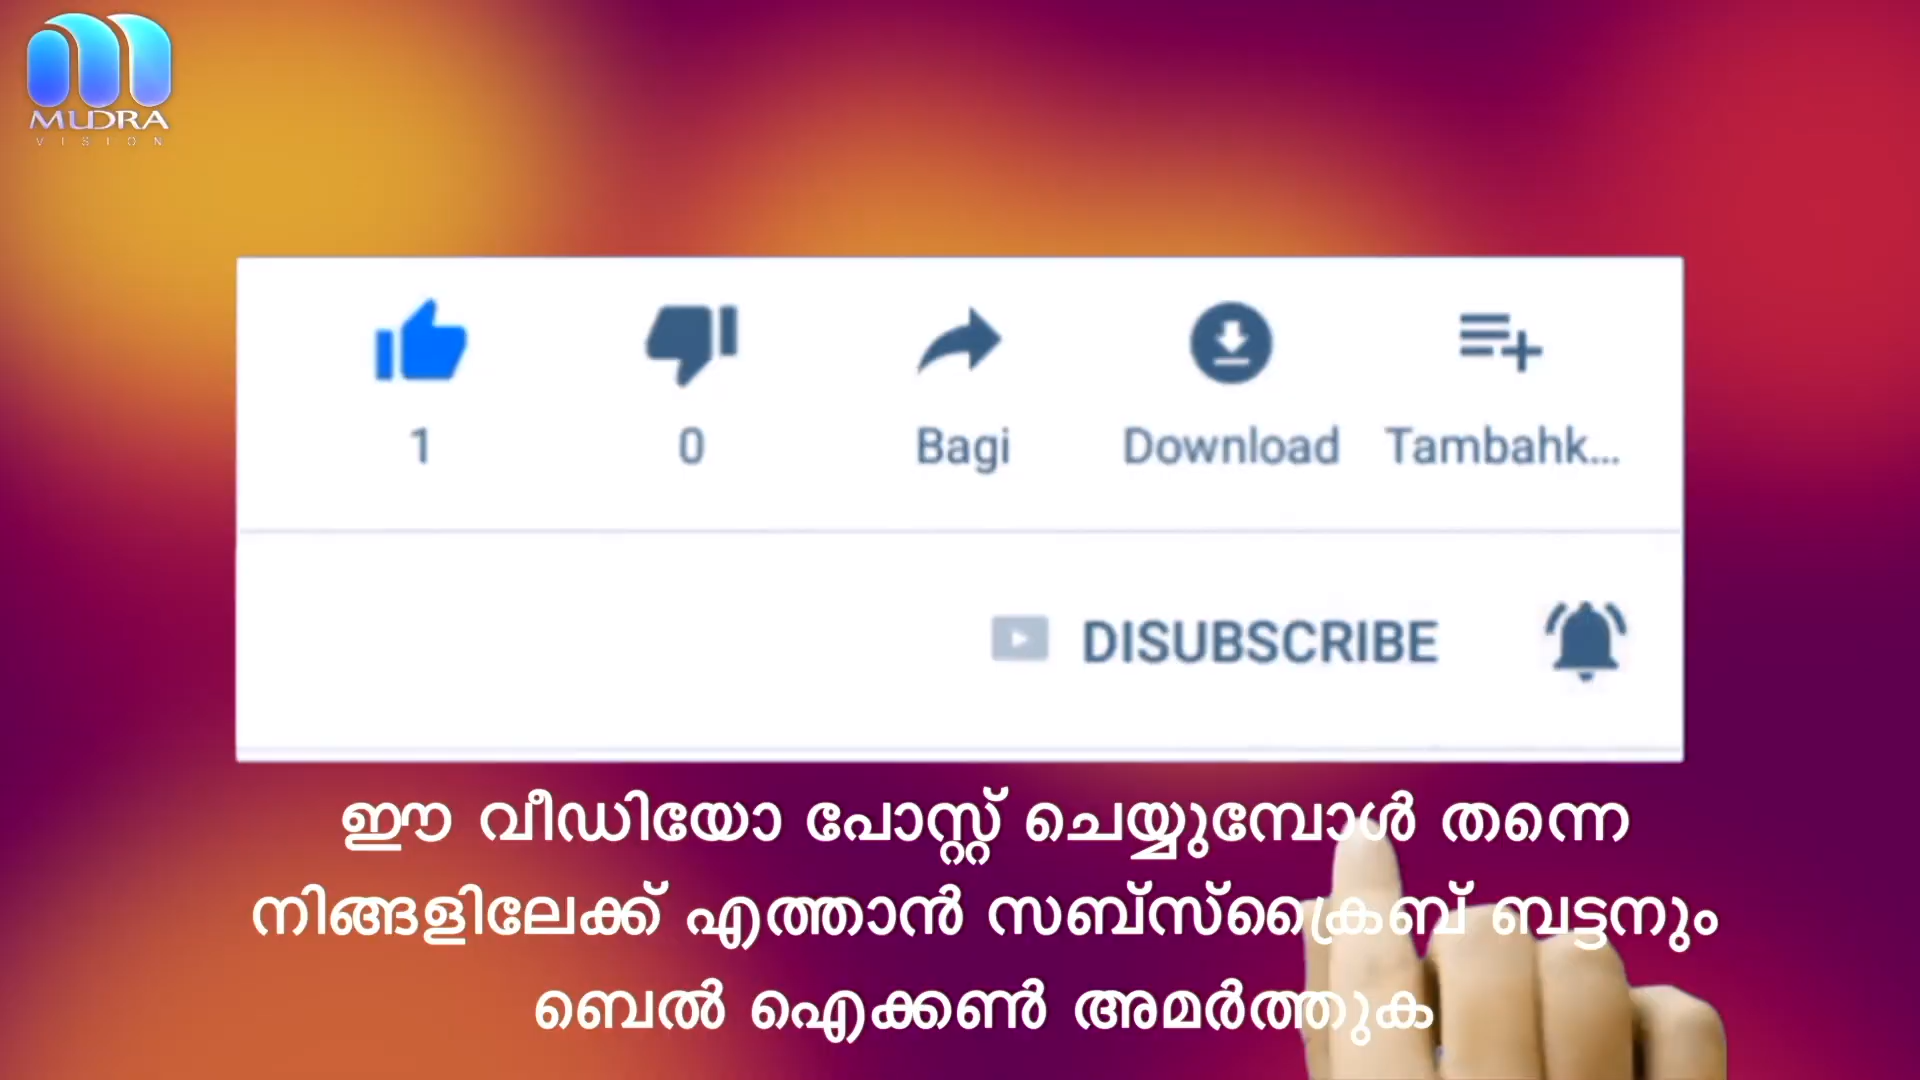 MUDRA
VISION
1 0 Bagi Download Tambahk...
DISUBSCRIBE
ഈ വീഡിയോ പോസ്റ്റ് ചെയ്യുമ്പോൾ തന്നെ
നിങ്ങളിലേക്ക് എത്താൻ സബ്സ്ക്രൈബ് ബട്ടനും
ബെൽ ഐക്കൺ അമർത്തുക